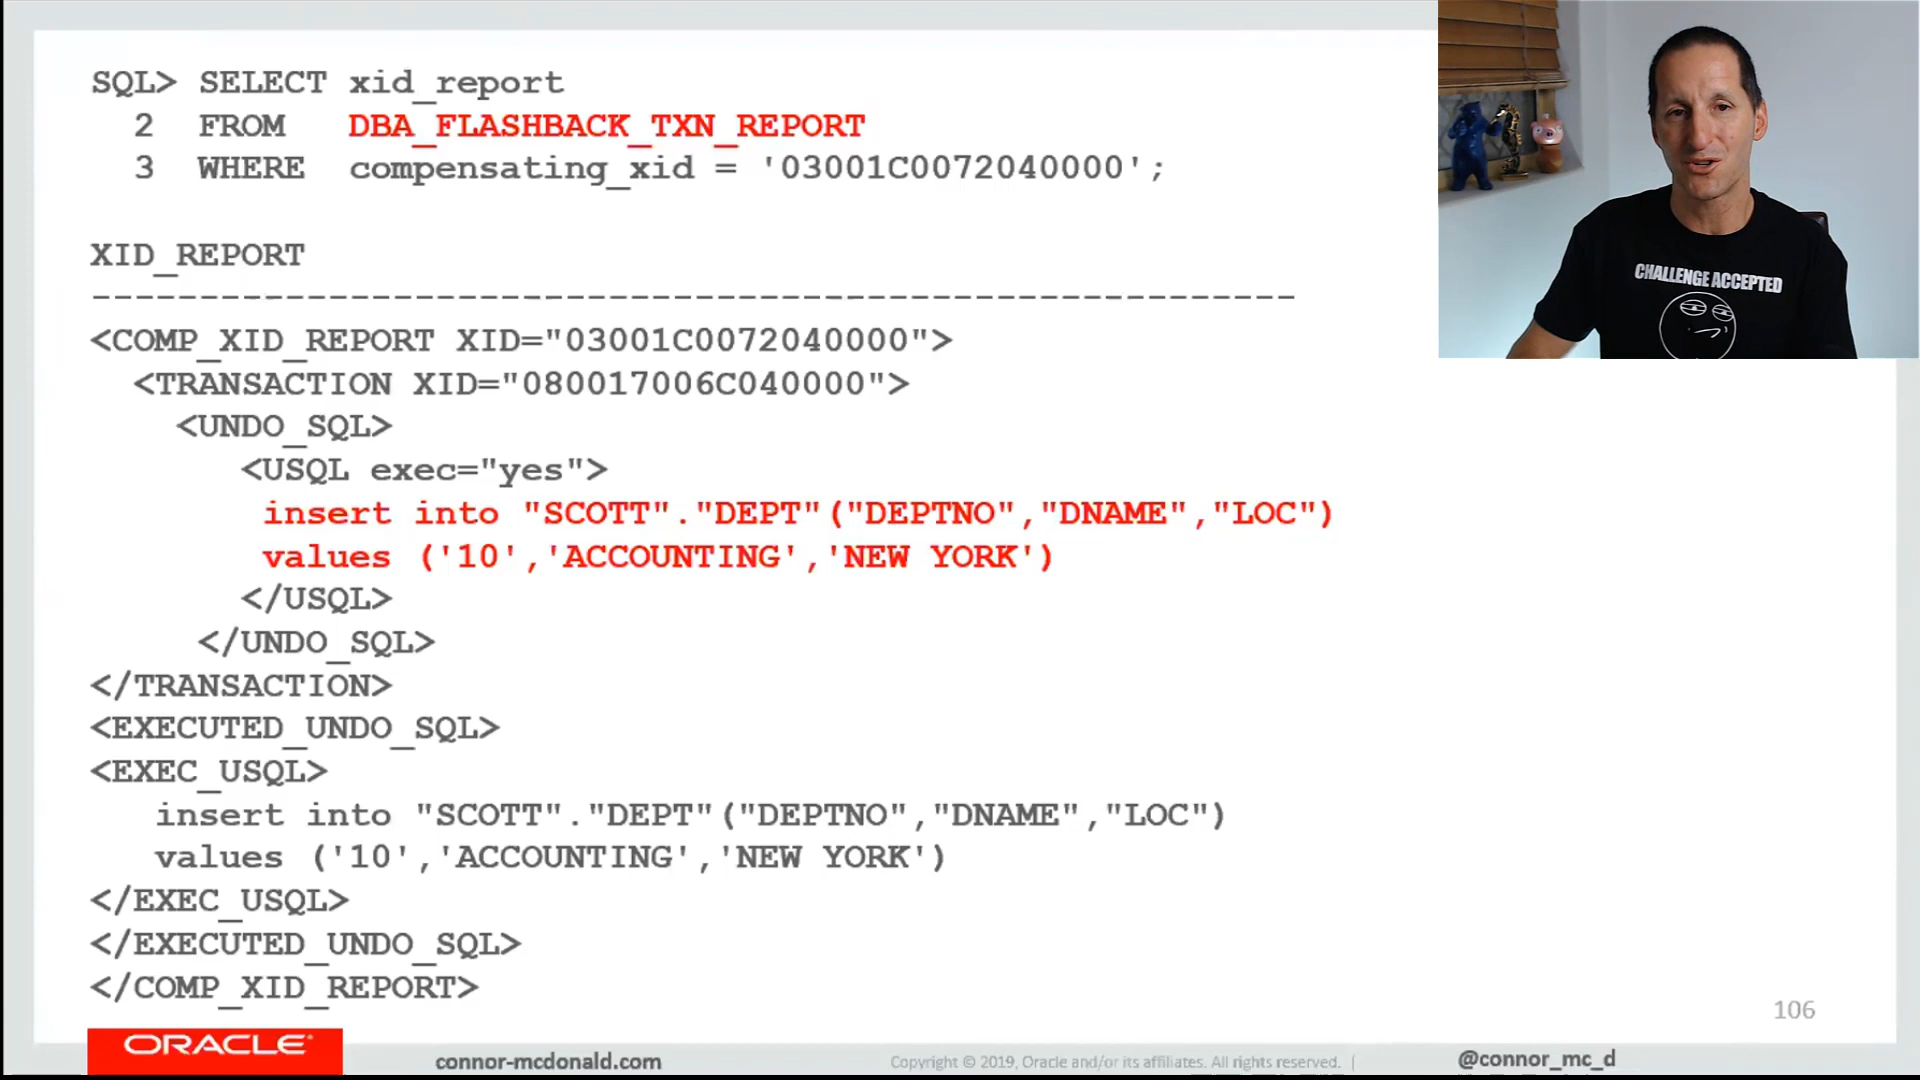 SQL> SELECT xid_report
2 FROM DBA_FLASHBACK_TXN_REPORT
3 WHERE compensating_xid = '03001C0072040000';
XID_REPORT
--------------------------------------------------------
<COMP_XID_REPORT XID="03001C0072040000">
<TRANSACTION XID="080017006C040000">
<UNDO_SQL>
<USQL exec="yes">
insert into "SCOTT"."DEPT"("DEPTNO","DNAME","LOC")
values ('10','ACCOUNTING','NEW YORK')
</USQL>
</UNDO_SQL>
</TRANSACTION>
<EXECUTED_UNDO_SQL>
<EXEC_USQL>
insert into "SCOTT"."DEPT"("DEPTNO","DNAME","LOC")
values ('10','ACCOUNTING','NEW YORK')
</EXEC_USQL>
</EXECUTED_UNDO_SQL>
</COMP_XID_REPORT>
CHALLENGE ACCEPTED
106
ORACLE
connor-mcdonald.com
Copyright © 2019, Oracle and/or its affiliates. All rights reserved. |
@connor_mc_d